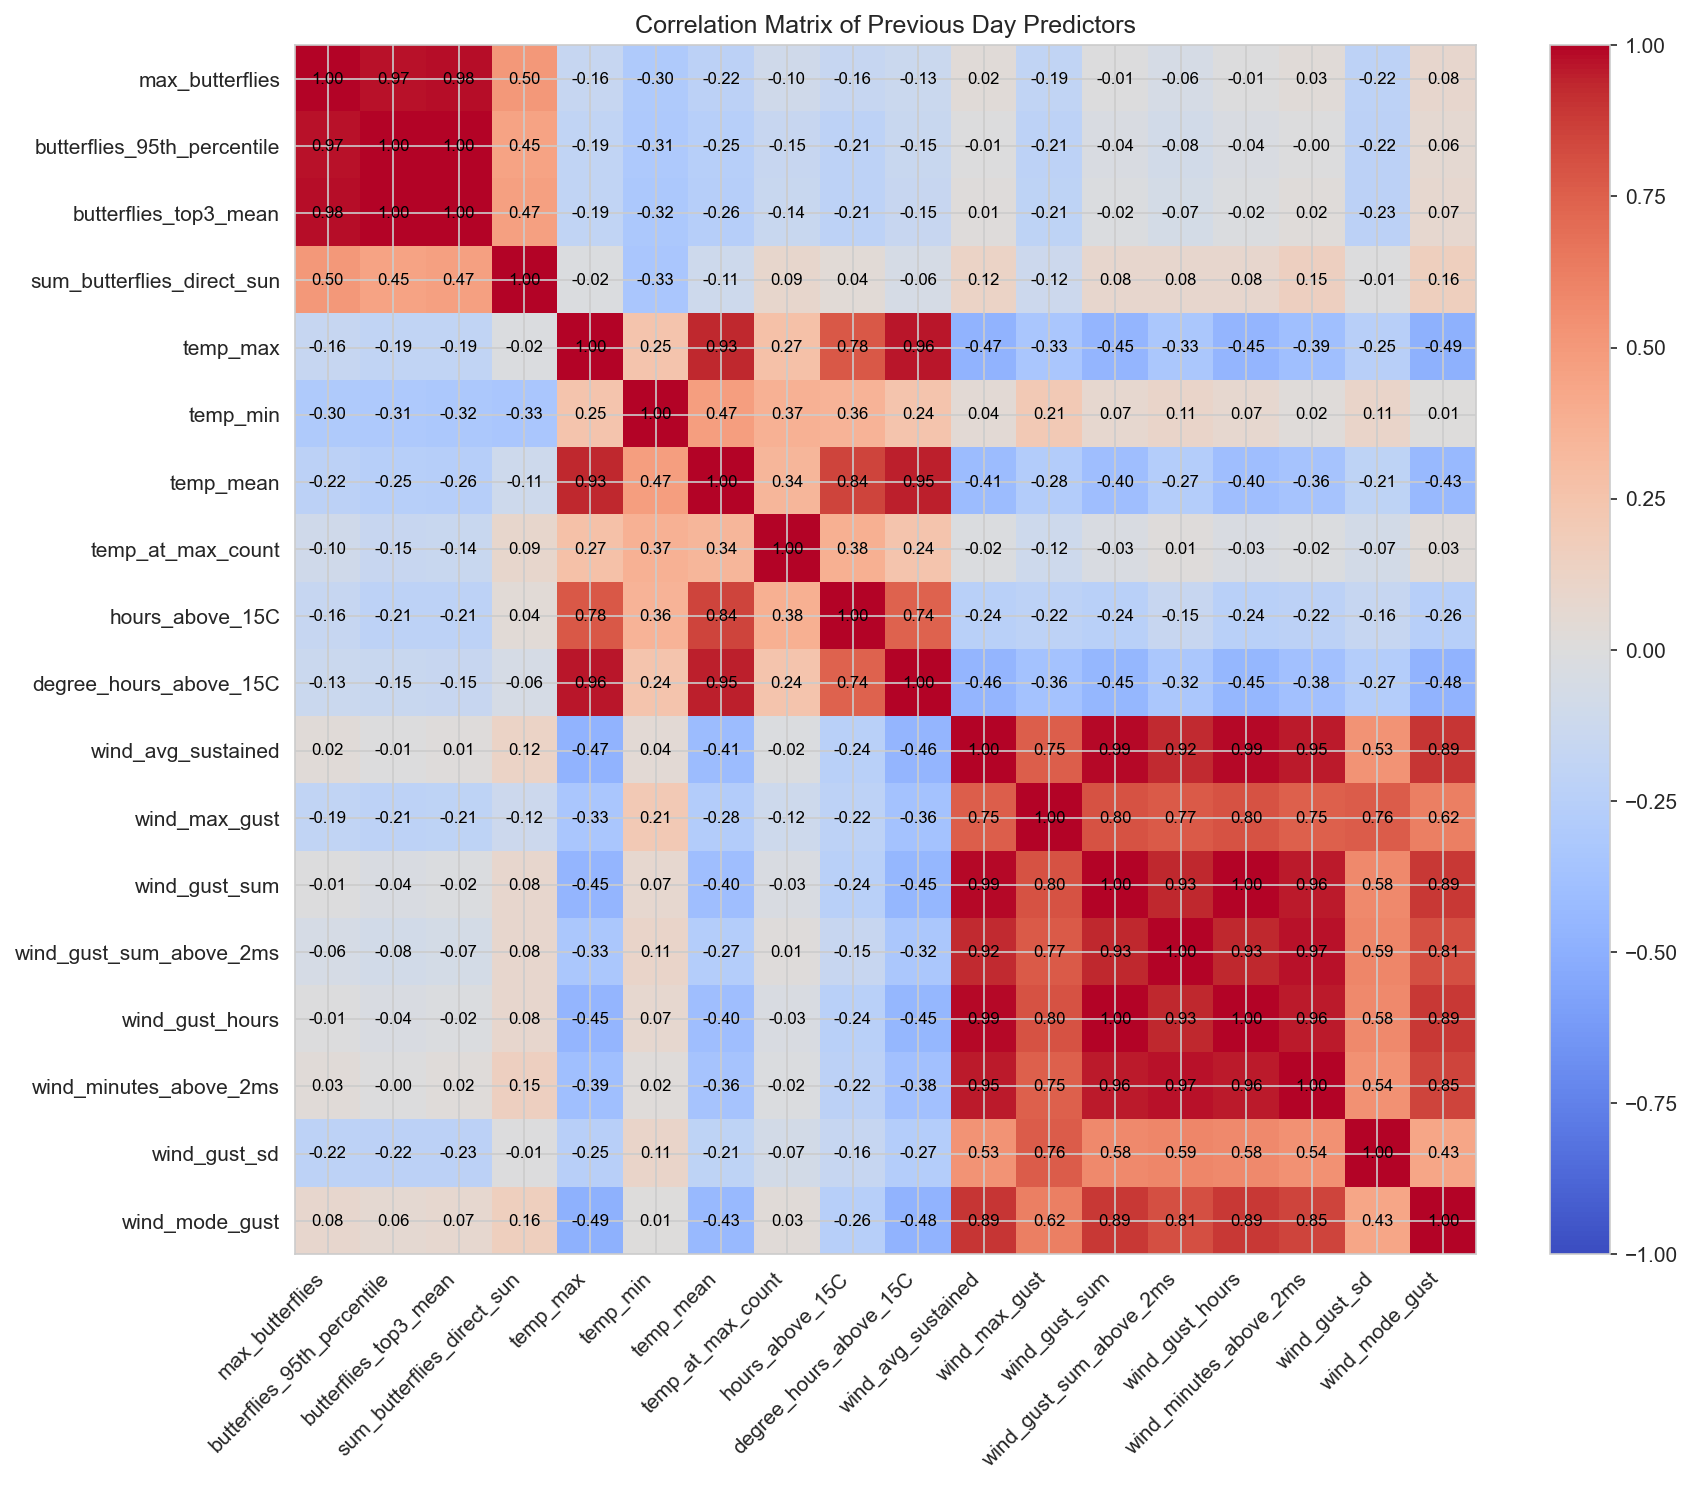 Correlation Matrix of Previous Day Predictors
max_butterflies 1.00 0.97 0.98 0.50 -0.16 -0.30 -0.22 -0.10 -0.16 -0.13 0.02 -0.19 -0.01 -0.06 -0.01 0.03 -0.22 0.08
butterflies_95th_percentile 0.97 1.00 1.00 0.45 -0.19 -0.31 -0.25 -0.15 -0.21 -0.15 -0.01 -0.21 -0.04 -0.08 -0.04 -0.00 -0.22 0.06
butterflies_top3_mean 0.98 1.00 1.00 0.47 -0.19 -0.32 -0.26 -0.14 -0.21 -0.15 0.01 -0.21 -0.02 -0.07 -0.02 0.02 -0.23 0.07
sum_butterflies_direct_sun 0.50 0.45 0.47 1.00 -0.02 -0.33 -0.11 0.09 0.04 -0.06 0.12 -0.12 0.08 0.08 0.08 0.15 -0.01 0.16
temp_max -0.16 -0.19 -0.19 -0.02 1.00 0.25 0.93 0.27 0.78 0.96 -0.47 -0.33 -0.45 -0.33 -0.45 -0.39 -0.25 -0.49
temp_min -0.30 -0.31 -0.32 -0.33 0.25 1.00 0.47 0.37 0.36 0.24 0.04 0.21 0.07 0.11 0.07 0.02 0.11 0.01
temp_mean -0.22 -0.25 -0.26 -0.11 0.93 0.47 1.00 0.34 0.84 0.95 -0.41 -0.28 -0.40 -0.27 -0.40 -0.36 -0.21 -0.43
temp_at_max_count -0.10 -0.15 -0.14 0.09 0.27 0.37 0.34 1.00 0.38 0.24 -0.02 -0.12 -0.03 0.01 -0.03 -0.02 -0.07 0.03
hours_above_15C -0.16 -0.21 -0.21 0.04 0.78 0.36 0.84 0.38 1.00 0.74 -0.24 -0.22 -0.24 -0.15 -0.24 -0.22 -0.16 -0.26
degree_hours_above_15C -0.13 -0.15 -0.15 -0.06 0.96 0.24 0.95 0.24 0.74 1.00 -0.46 -0.36 -0.45 -0.32 -0.45 -0.38 -0.27 -0.48
wind_avg_sustained 0.02 -0.01 0.01 0.12 -0.47 0.04 -0.41 -0.02 -0.24 -0.46 1.00 0.75 0.99 0.92 0.99 0.95 0.53 0.89
wind_max_gust -0.19 -0.21 -0.21 -0.12 -0.33 0.21 -0.28 -0.12 -0.22 -0.36 0.75 1.00 0.80 0.77 0.80 0.75 0.76 0.62
wind_gust_sum -0.01 -0.04 -0.02 0.08 -0.45 0.07 -0.40 -0.03 -0.24 -0.45 0.99 0.80 1.00 0.93 1.00 0.96 0.58 0.89
wind_gust_sum_above_2ms -0.06 -0.08 -0.07 0.08 -0.33 0.11 -0.27 0.01 -0.15 -0.32 0.92 0.77 0.93 1.00 0.93 0.97 0.59 0.81
wind_gust_hours -0.01 -0.04 -0.02 0.08 -0.45 0.07 -0.40 -0.03 -0.24 -0.45 0.99 0.80 1.00 0.93 1.00 0.96 0.58 0.89
wind_minutes_above_2ms 0.03 -0.00 0.02 0.15 -0.39 0.02 -0.36 -0.02 -0.22 -0.38 0.95 0.75 0.96 0.97 0.96 1.00 0.54 0.85
wind_gust_sd -0.22 -0.22 -0.23 -0.01 -0.25 0.11 -0.21 -0.07 -0.16 -0.27 0.53 0.76 0.58 0.59 0.58 0.54 1.00 0.43
wind_mode_gust 0.08 0.06 0.07 0.16 -0.49 0.01 -0.43 0.03 -0.26 -0.48 0.89 0.62 0.89 0.81 0.89 0.85 0.43 1.00
max_butterflies
butterflies_95th_percentile
butterflies_top3_mean
sum_butterflies_direct_sun
temp_max
temp_min
temp_mean
temp_at_max_count
hours_above_15C
degree_hours_above_15C
wind_avg_sustained
wind_max_gust
wind_gust_sum
wind_gust_sum_above_2ms
wind_gust_hours
wind_minutes_above_2ms
wind_gust_sd
wind_mode_gust
1.00
0.75
0.50
0.25
0.00
−0.25
−0.50
−0.75
−1.00